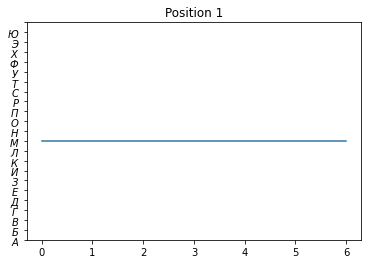 Position 1
Ю
Э
Х
Ф
У
Т
С
Р
П
О
Н
М
Л
К
И
З
Е
Д
Г
В
Б
А
0 1 2 3 4 5 6